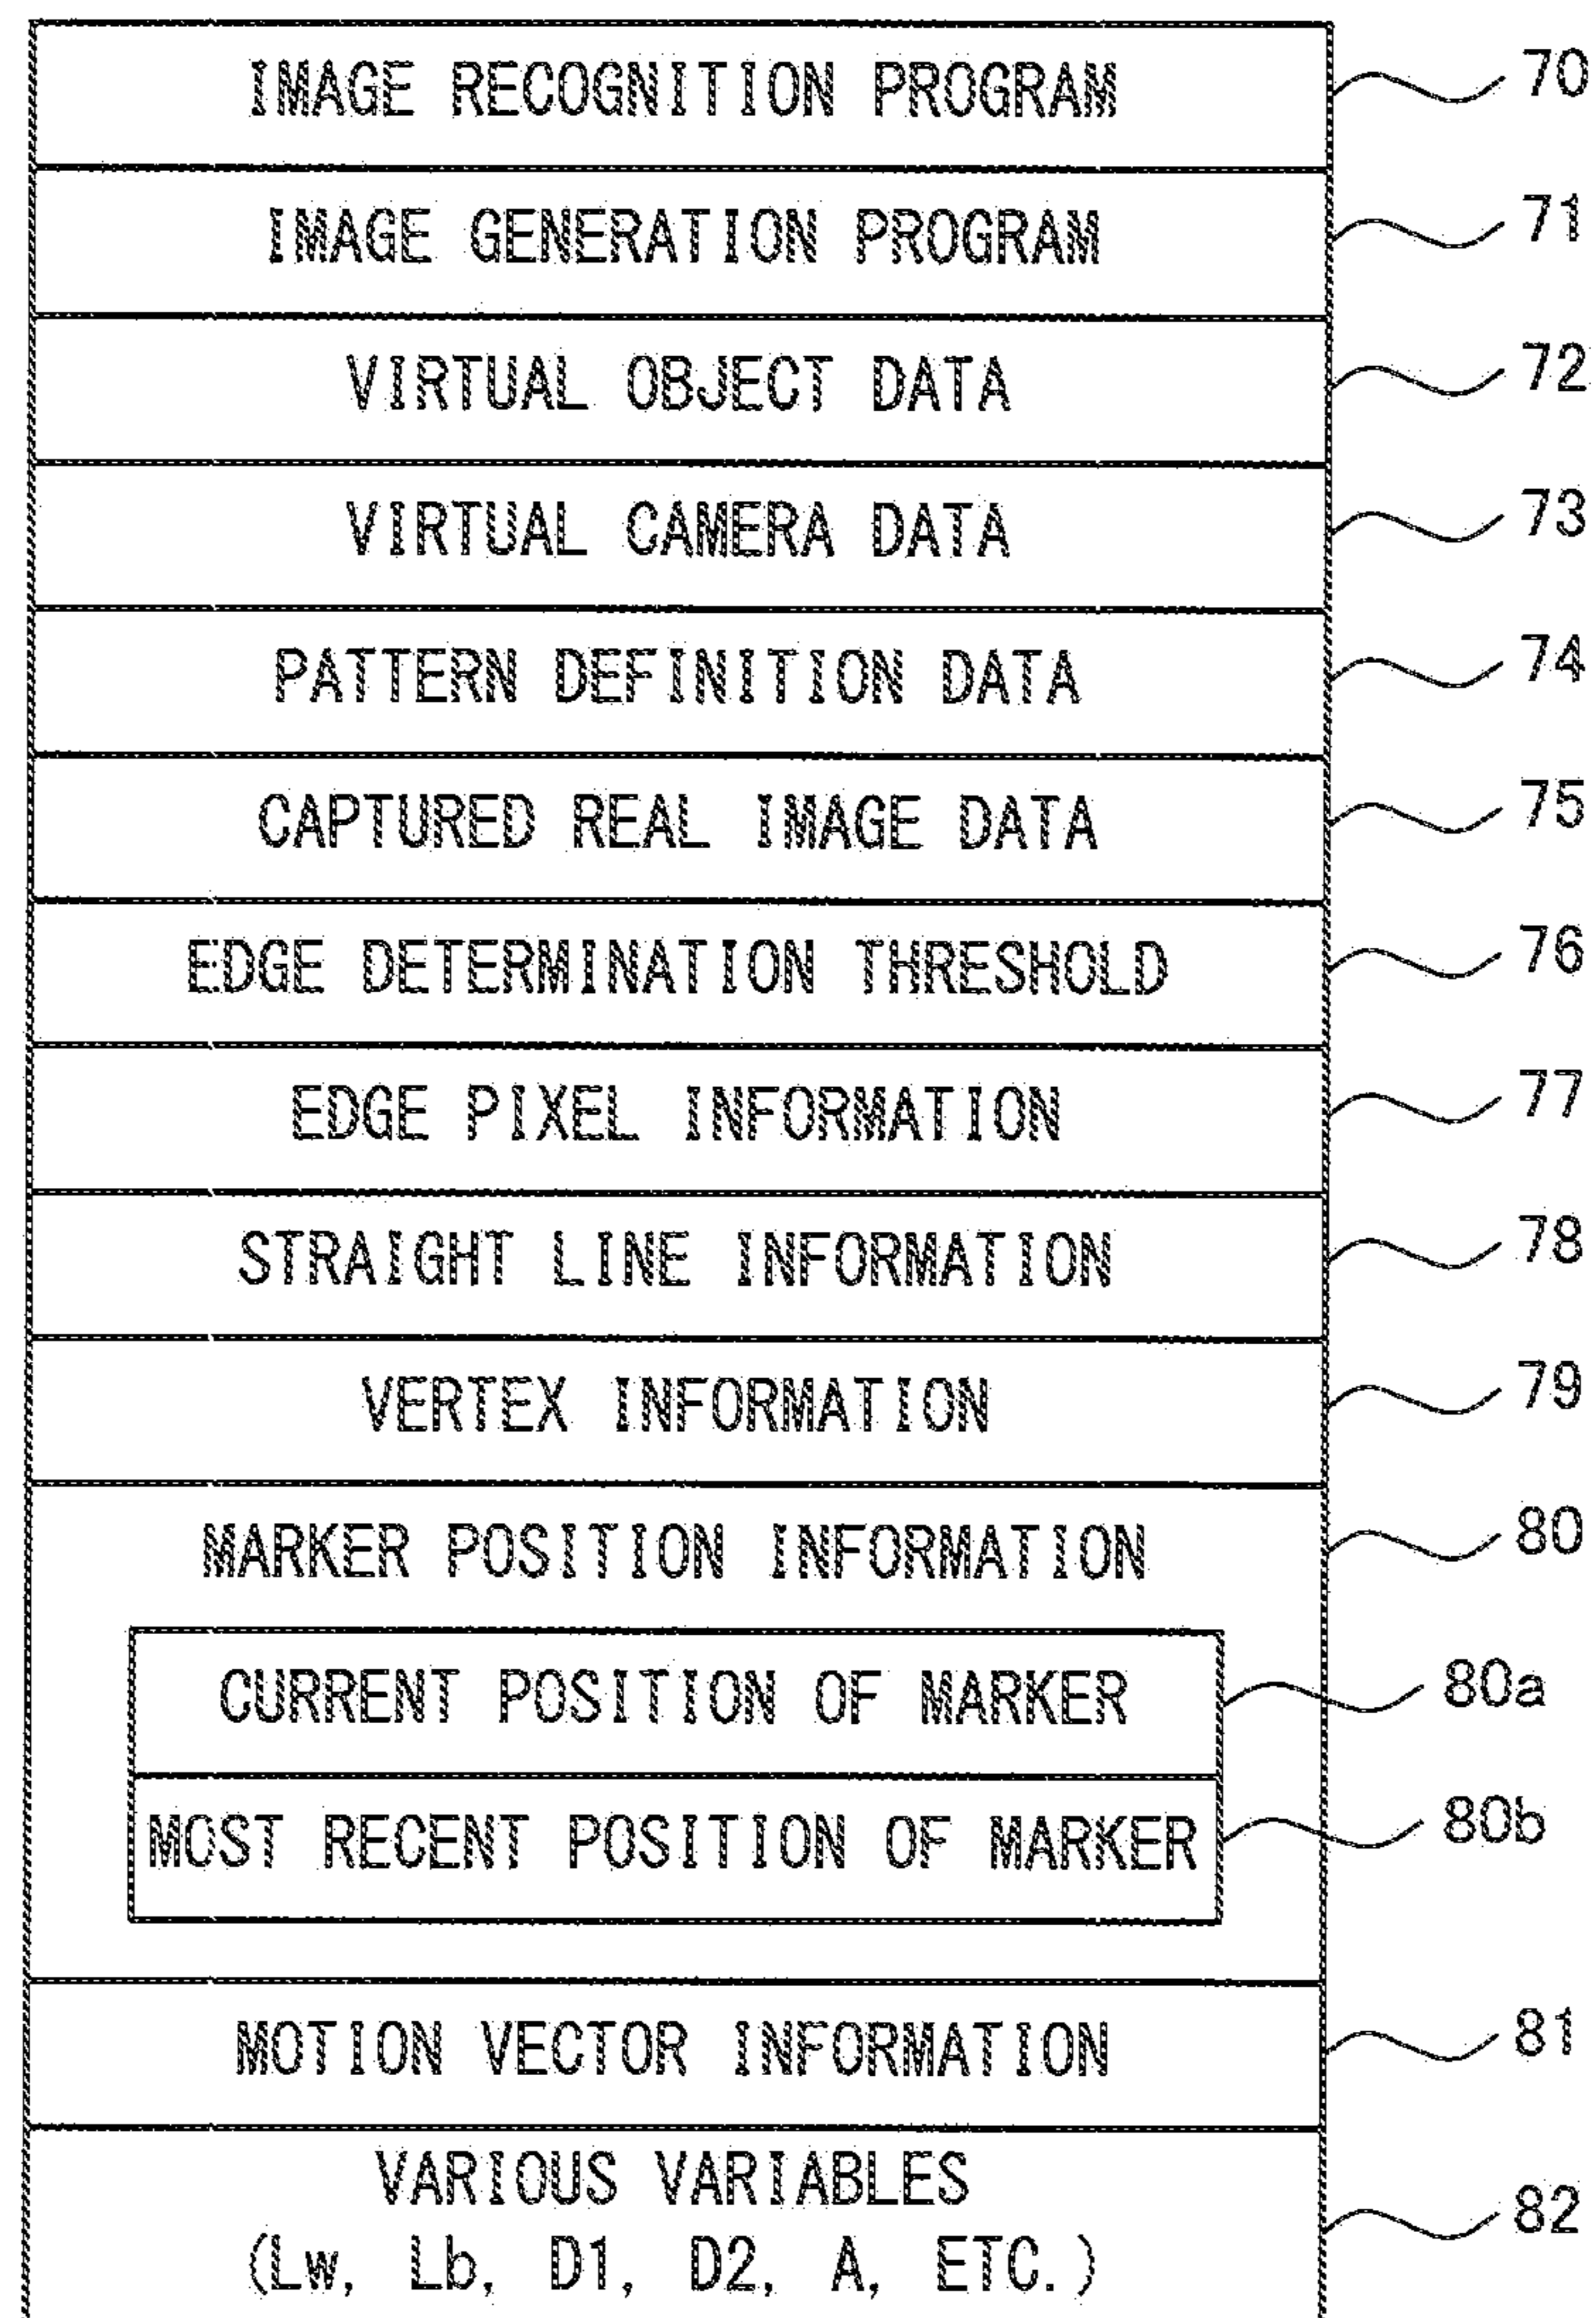 IMAGE RECOGNITION PROGRAM 70
IMAGE GENERATION PROGRAM 71
VIRTUAL OBJECT DATA 72
VIRTUAL CAMERA DATA 73
PATTERN DEFINITION DATA 74
CAPTURED REAL IMAGE DATA 75
EDGE DETERMINATION THRESHOLD 76
EDGE PIXEL INFORMATION 77
STRAIGHT LINE INFORMATION 78
VERTEX INFORMATION 79
MARKER POSITION INFORMATION 80
CURRENT POSITION OF MARKER 80a
MOST RECENT POSITION OF MARKER 80b
MOTION VECTOR INFORMATION 81
VARIOUS VARIABLES 82
(Lw, Lb, D1, D2, A, ETC.)